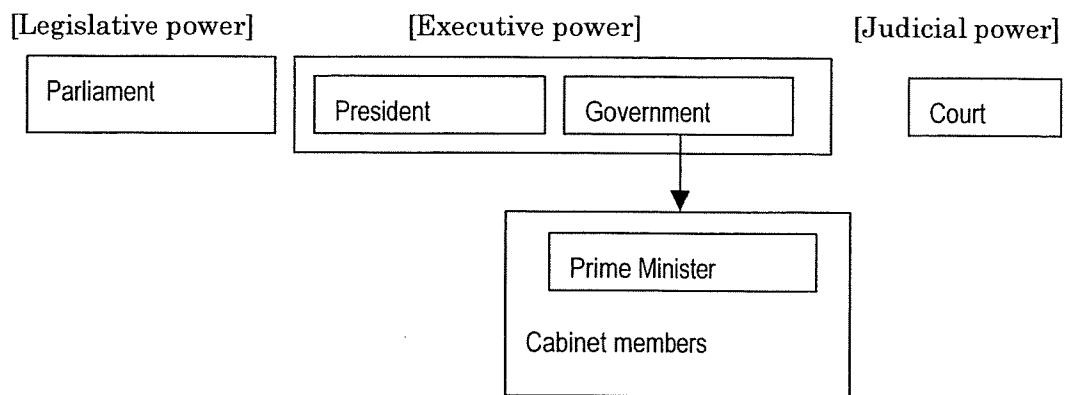 [Legislative power] [Executive power] [Judicial power]
Parliament
President
Government
Court
Prime Minister
Cabinet members